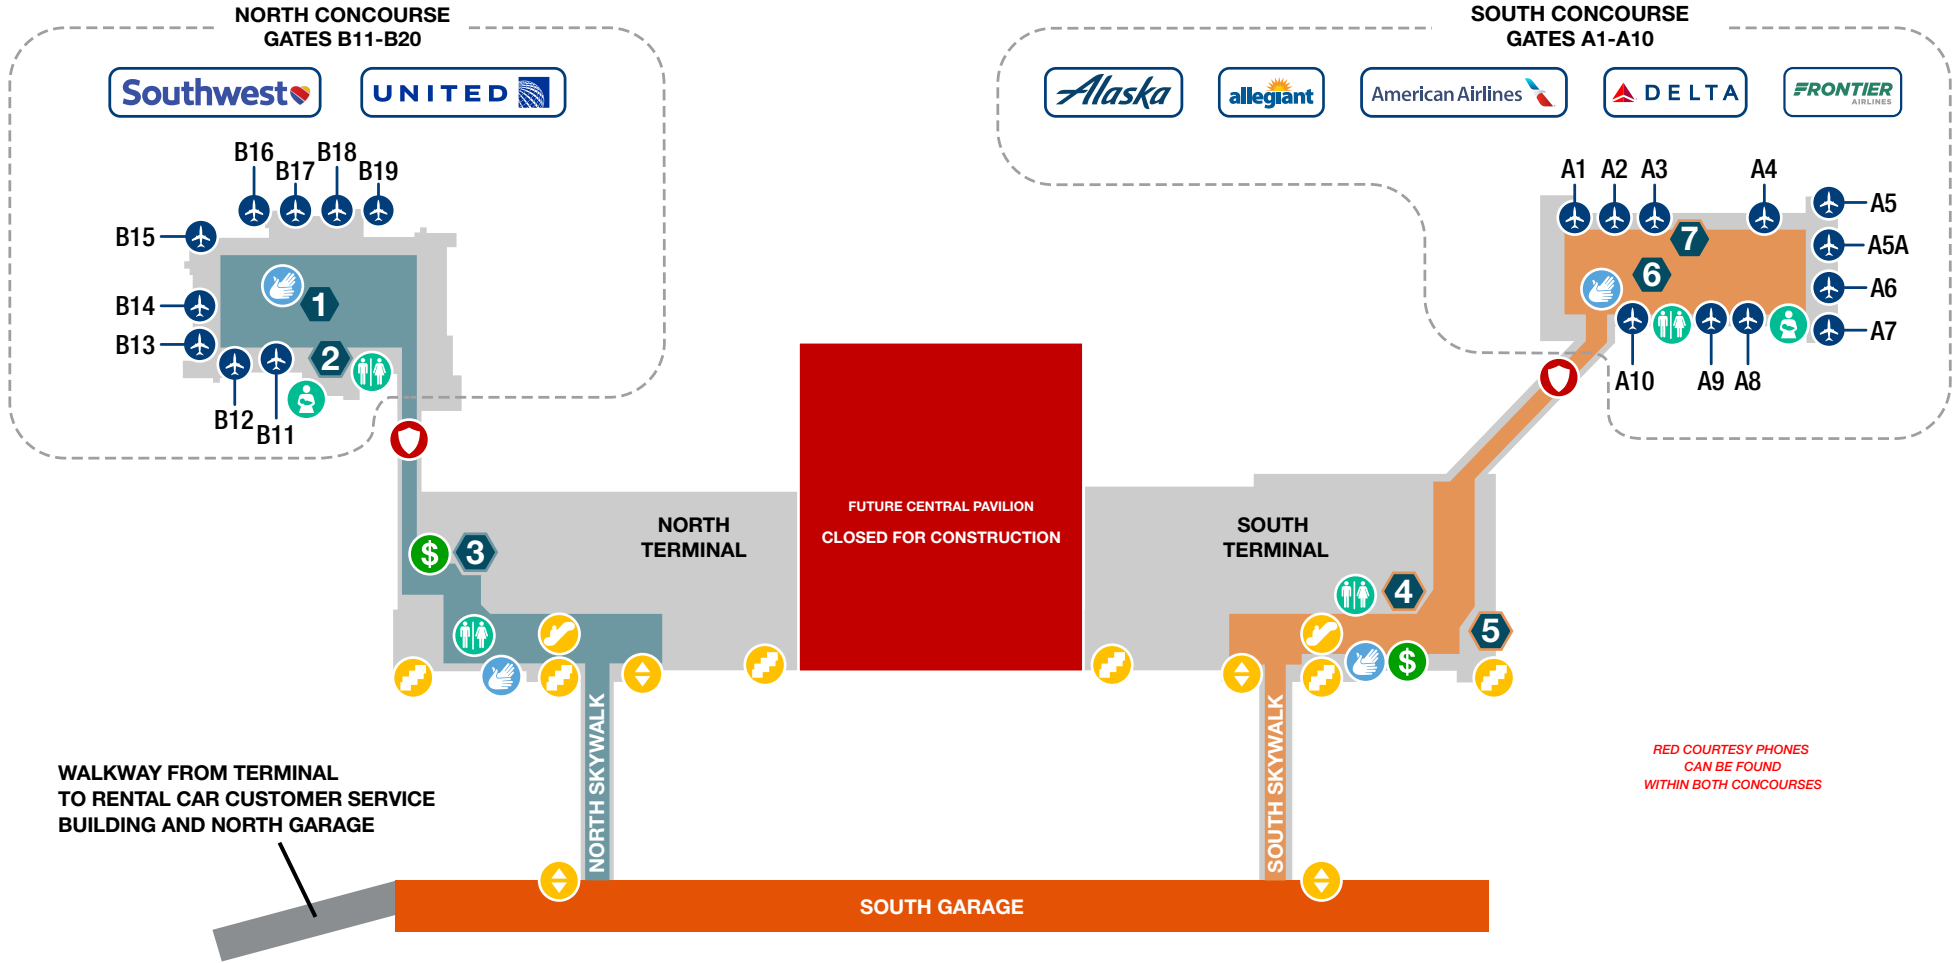 NORTH CONCOURSE
GATES B11-B20
SOUTH CONCOURSE
GATES A1-A10
Southwest
UNITED
Alaska
allegiant
American Airlines
DELTA
FRONTIER
AIRLINES
B16
B17
B18
B19
B15
B14
B13
B12
B11
1
2
A1
A2
A3
A4
A5
A5A
A6
A7
A10
A9
A8
7
6
NORTH
TERMINAL
FUTURE CENTRAL PAVILION
CLOSED FOR CONSTRUCTION
SOUTH
TERMINAL
$
3
4
5
$
NORTH SKYWALK
SOUTH SKYWALK
RED COURTESY PHONES
CAN BE FOUND
WITHIN BOTH CONCOURSES
WALKWAY FROM TERMINAL
TO RENTAL CAR CUSTOMER SERVICE
BUILDING AND NORTH GARAGE
SOUTH GARAGE